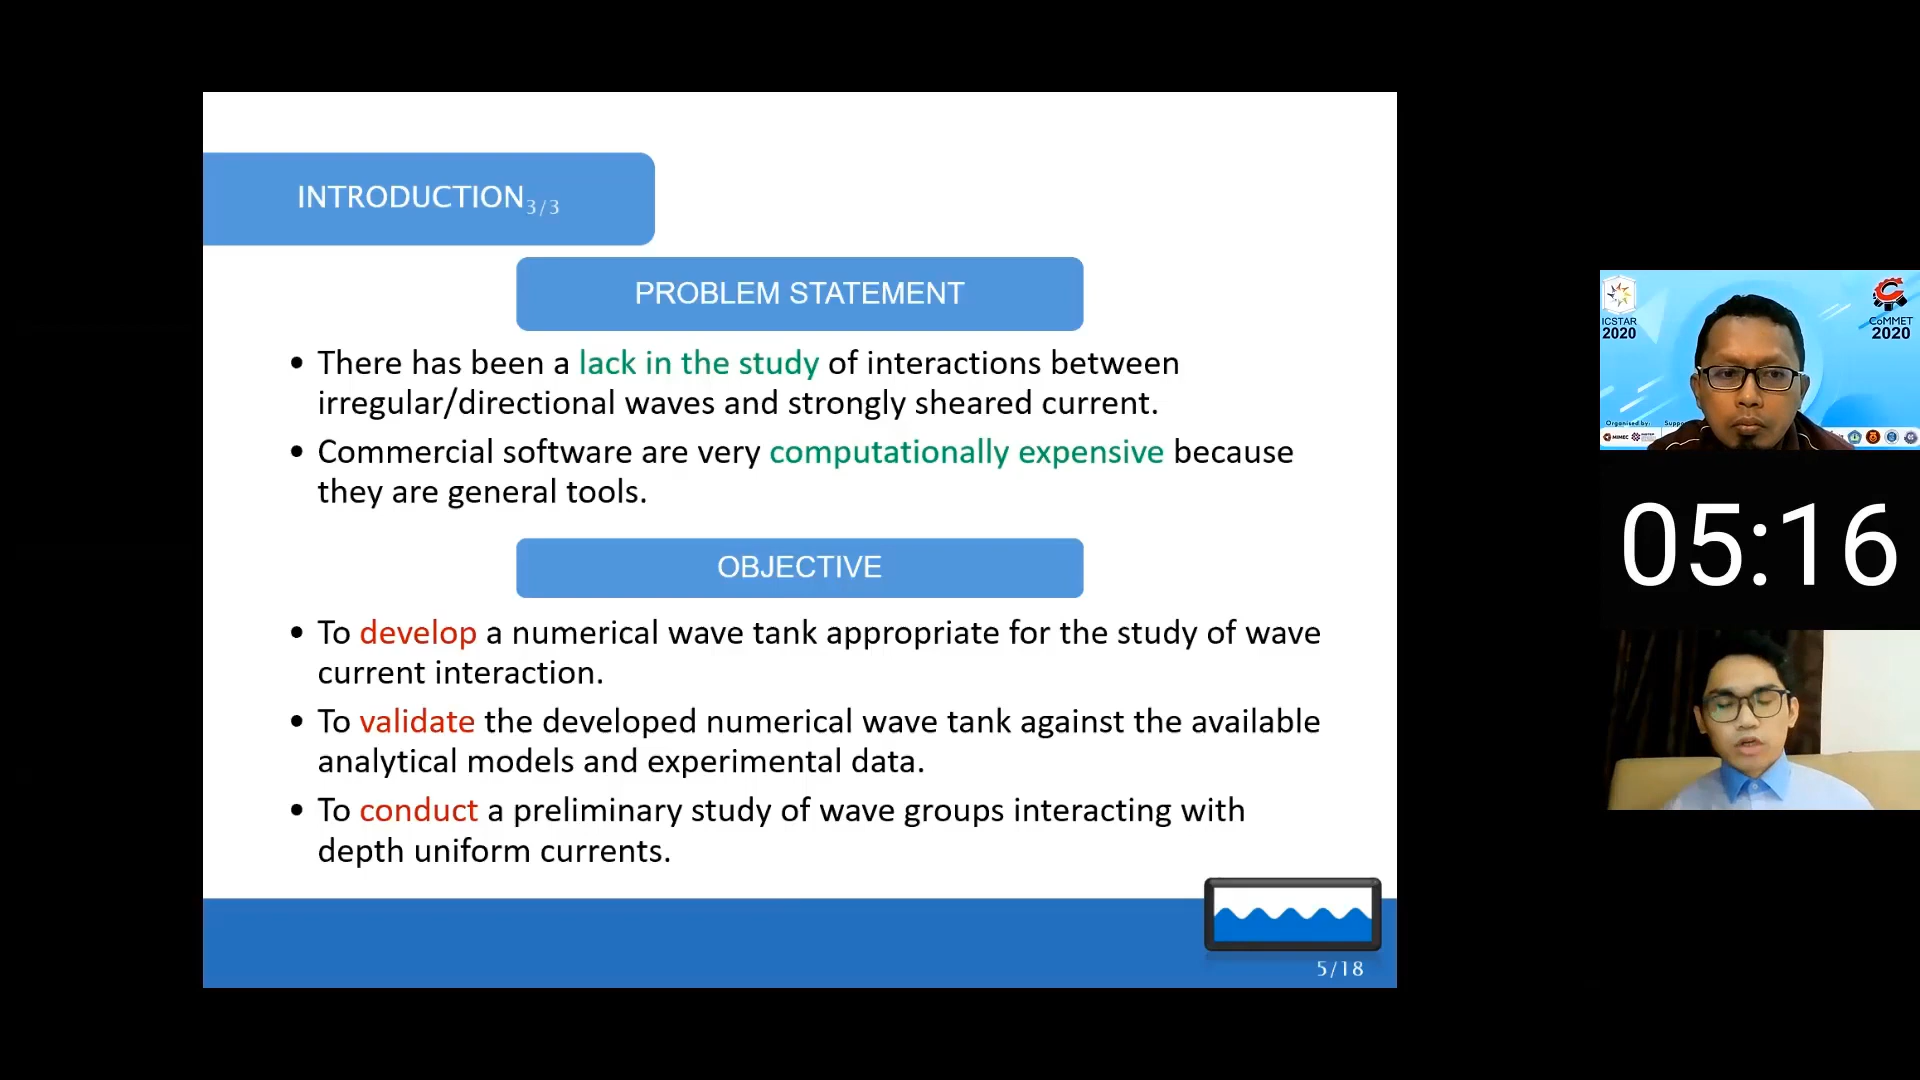 INTRODUCTION3/3
PROBLEM STATEMENT
• There has been a lack in the study of interactions between
irregular/directional waves and strongly sheared current.
• Commercial software are very computationally expensive because
they are general tools.
OBJECTIVE
• To develop a numerical wave tank appropriate for the study of wave
current interaction.
• To validate the developed numerical wave tank against the available
analytical models and experimental data.
• To conduct a preliminary study of wave groups interacting with
depth uniform currents.
5/18
ICSTAR
2020
CoMMET
2020
Organised by:
MIMEC
05:16